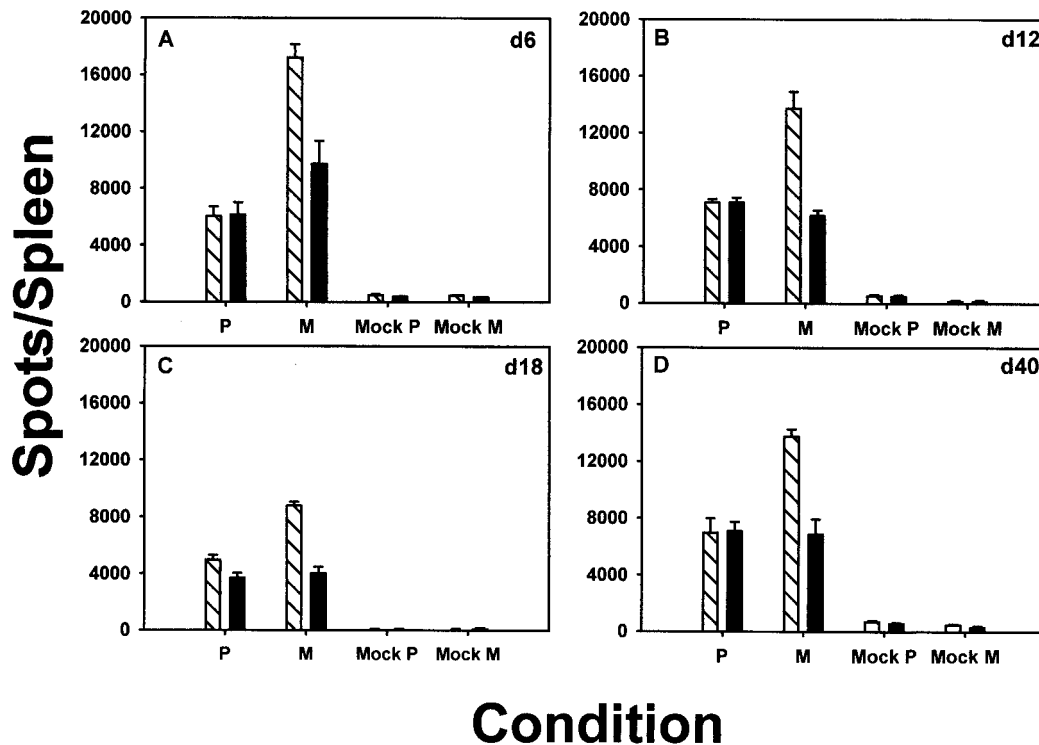 A
d6
20000
16000
12000
8000
4000
0
P
M
Mock P
Mock M
B
d12
20000
16000
12000
8000
4000
0
P
M
Mock P
Mock M
C
d18
20000
16000
12000
8000
4000
0
P
M
Mock P
Mock M
D
d40
20000
16000
12000
8000
4000
0
P
M
Mock P
Mock M
Spots/Spleen
Condition